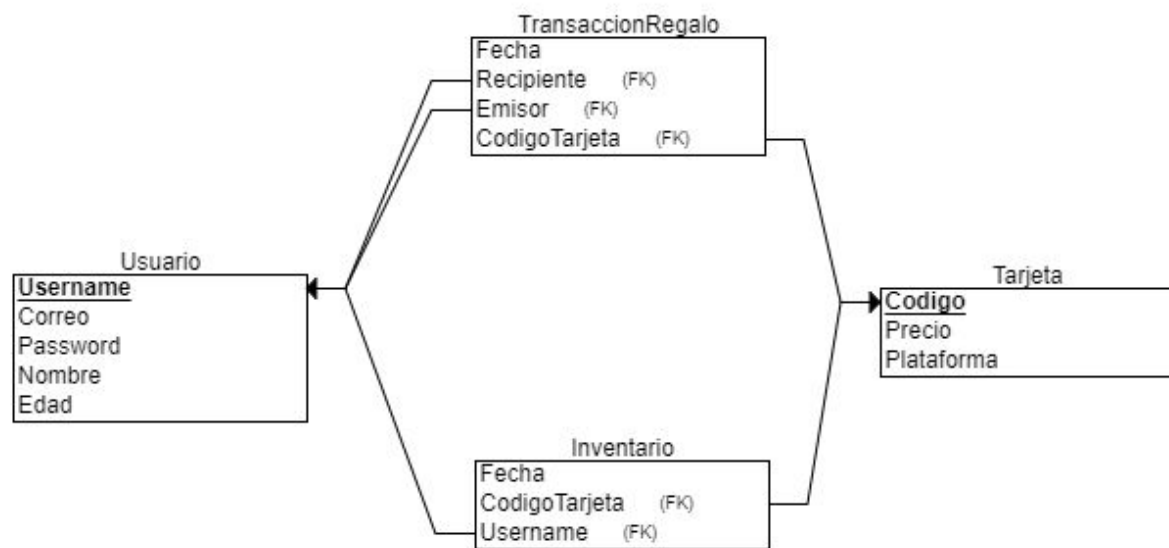 TransaccionRegalo
Fecha
Recipiente (FK)
Emisor (FK)
CodigoTarjeta (FK)
Usuario
Username
Correo
Password
Nombre
Edad
Tarjeta
Codigo
Precio
Plataforma
Inventario
Fecha
CodigoTarjeta (FK)
Username (FK)